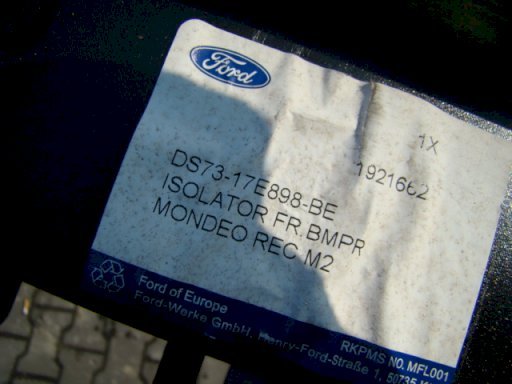 Ford
1X
1921662
DS73-17E898-BE
ISOLATOR FR.BMPR
MONDEO REC M2
Ford of Europe
Ford-Werke GmbH, Henry-Ford-Straße 1, 50735
RKPMS NO. MFL001